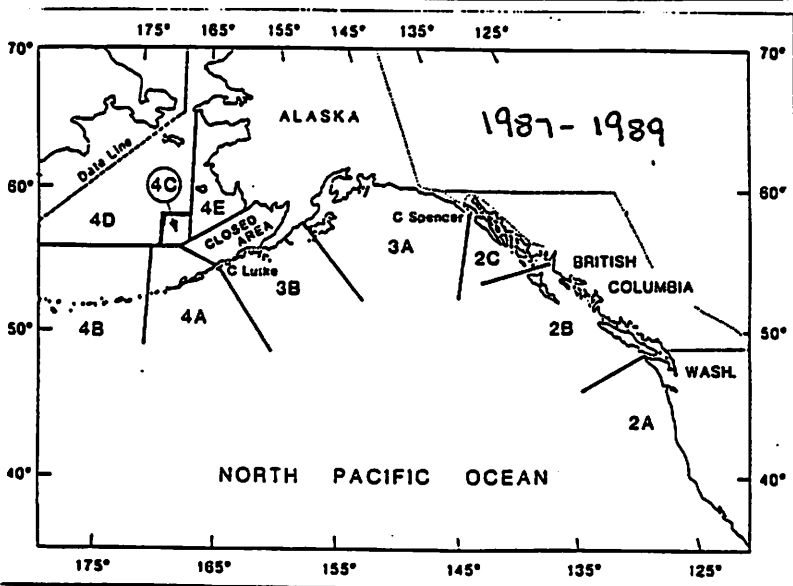 175° 165° 155° 145° 135° 125°
70° 70°
ALASKA
1987 - 1989
Date Line
60° 4C 4E 60°
4D CLOSED AREA C Spencer
3A 2C BRITISH
C Lutke 3B COLUMBIA
50° 4B 4A 2B 50°
WASH.
2A
40° NORTH PACIFIC OCEAN 40°
175° 165° 155° 145° 135° 125°